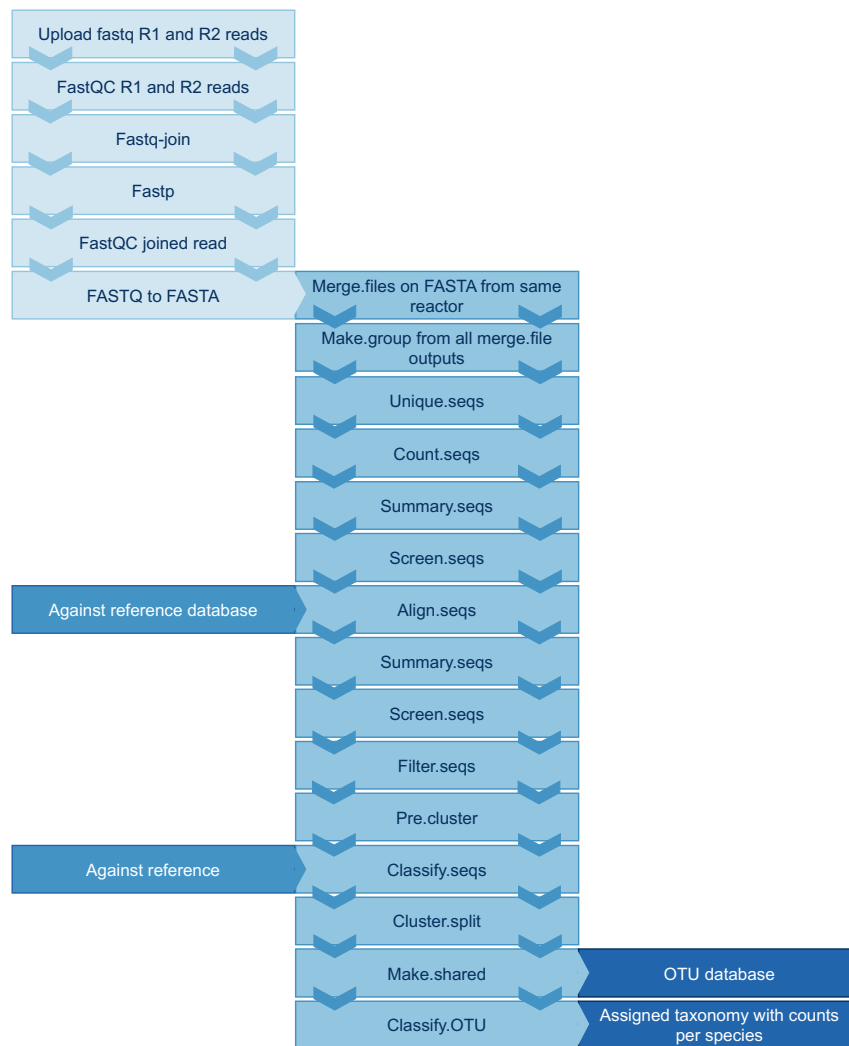 Upload fastq R1 and R2 reads
FastQC R1 and R2 reads
Fastq-join
Fastp
FastQC joined read
FASTQ to FASTA
Merge.files on FASTA from same
reactor
Make.group from all merge.file
outputs
Unique.seqs
Count.seqs
Summary.seqs
Screen.seqs
Against reference database
Align.seqs
Summary.seqs
Screen.seqs
Filter.seqs
Pre.cluster
Against reference
Classify.seqs
Cluster.split
Make.shared
OTU database
Classify.OTU
Assigned taxonomy with counts
per species